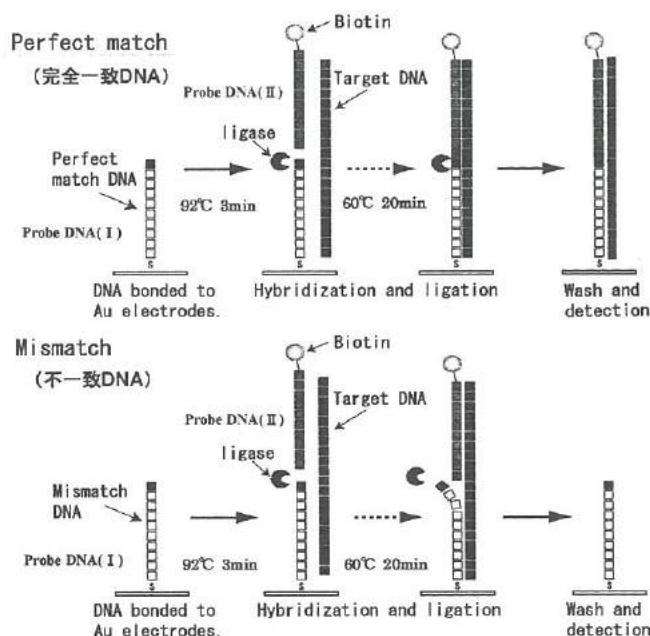 Perfect match
(完全一致DNA)
Biotin
Probe DNA(Ⅱ)
Target DNA
ligase
Perfect
match DNA
Probe DNA(Ⅰ)
92℃ 3min
60℃ 20min
S
S
S
S
DNA bonded to
Au electrodes.
Hybridization and ligation
Wash and
detection
Mismatch
(不一致DNA)
Biotin
Probe DNA(Ⅱ)
Target DNA
ligase
Mismatch
DNA
Probe DNA(Ⅰ)
92℃ 3min
60℃ 20min
S
S
S
S
DNA bonded to
Au electrodes.
Hybridization and ligation
Wash and
detection